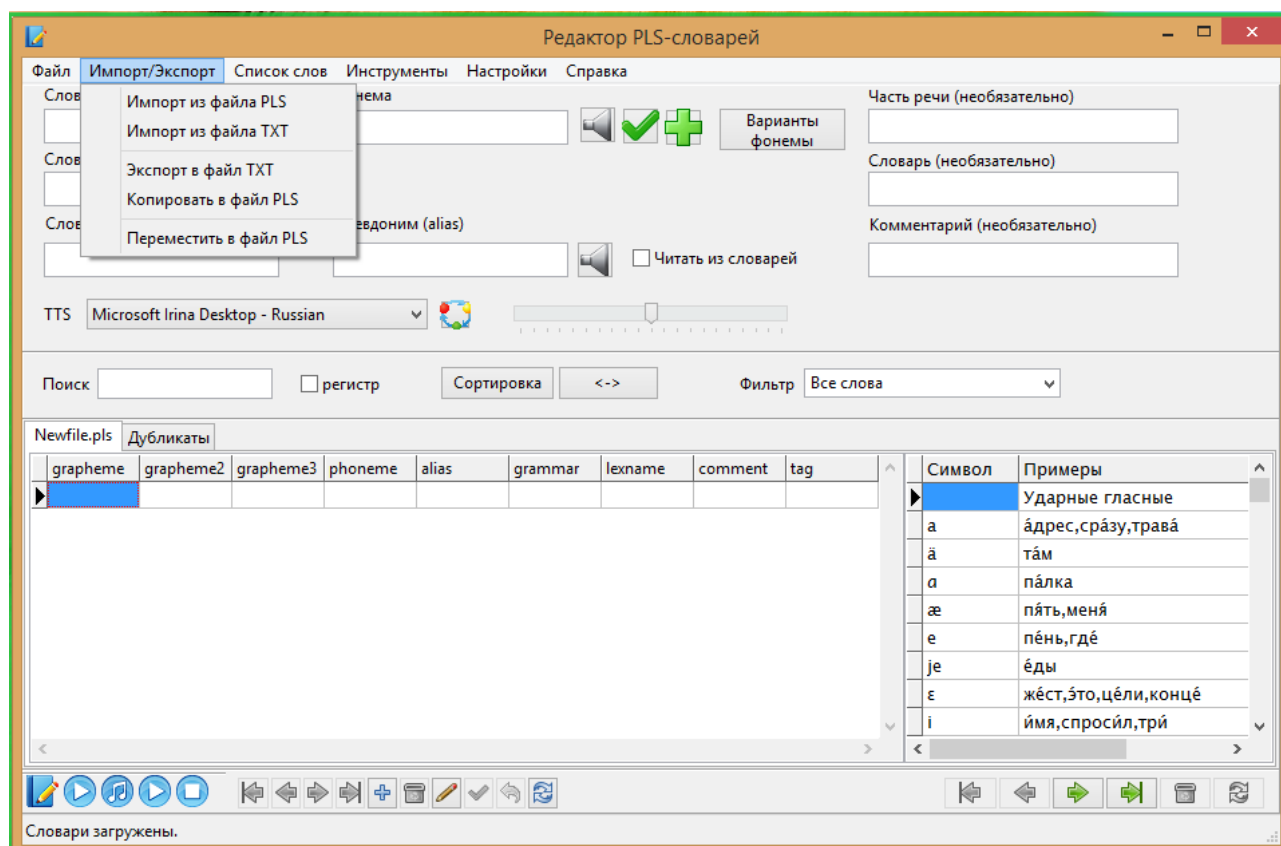 Редактор PLS-словарей
Файл Импорт/Экспорт Список слов Инструменты Настройки Справка
Импорт из файла PLS
Импорт из файла TXT
Экспорт в файл TXT
Копировать в файл PLS
Переместить в файл PLS
Варианты
фонемы
Часть речи (необязательно)
Словарь (необязательно)
(alias)
Комментарий (необязательно)
Читать из словарей
TTS Microsoft Irina Desktop - Russian
Поиск регистр Сортировка <-> Фильтр Все слова
Newfile.pls Дубликаты
grapheme grapheme2 grapheme3 phoneme alias grammar lexname comment tag
Символ Примеры
Ударные гласные
a а́дрес,сра́зу,трава́
ä та́м
ɑ па́лка
æ пя́ть,меня́
e пе́нь,где́
je е́ды
ɛ же́ст,э́то,це́ли,конце́
i и́мя,спроси́л,три́
Словари загружены.